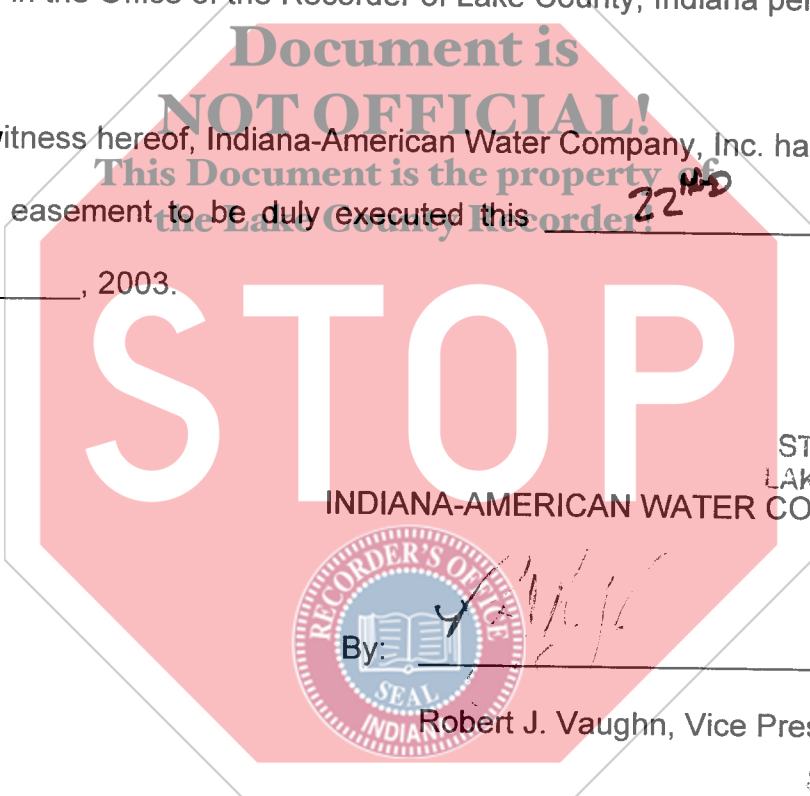 in the Office of the Recorder of Lake County, Indiana
Document is
NOT OFFICIAL!
witness hereof, Indiana-American Water Company, Inc. ha
This Document is the property of
easement to be duly executed this 22ND
the Lake County Recorder!
, 2003.
STOP
ST
LAK
INDIANA-AMERICAN WATER CO
RECORDER'S OFFICE
By:
SEAL
INDIANA
Robert J. Vaughn, Vice Pres